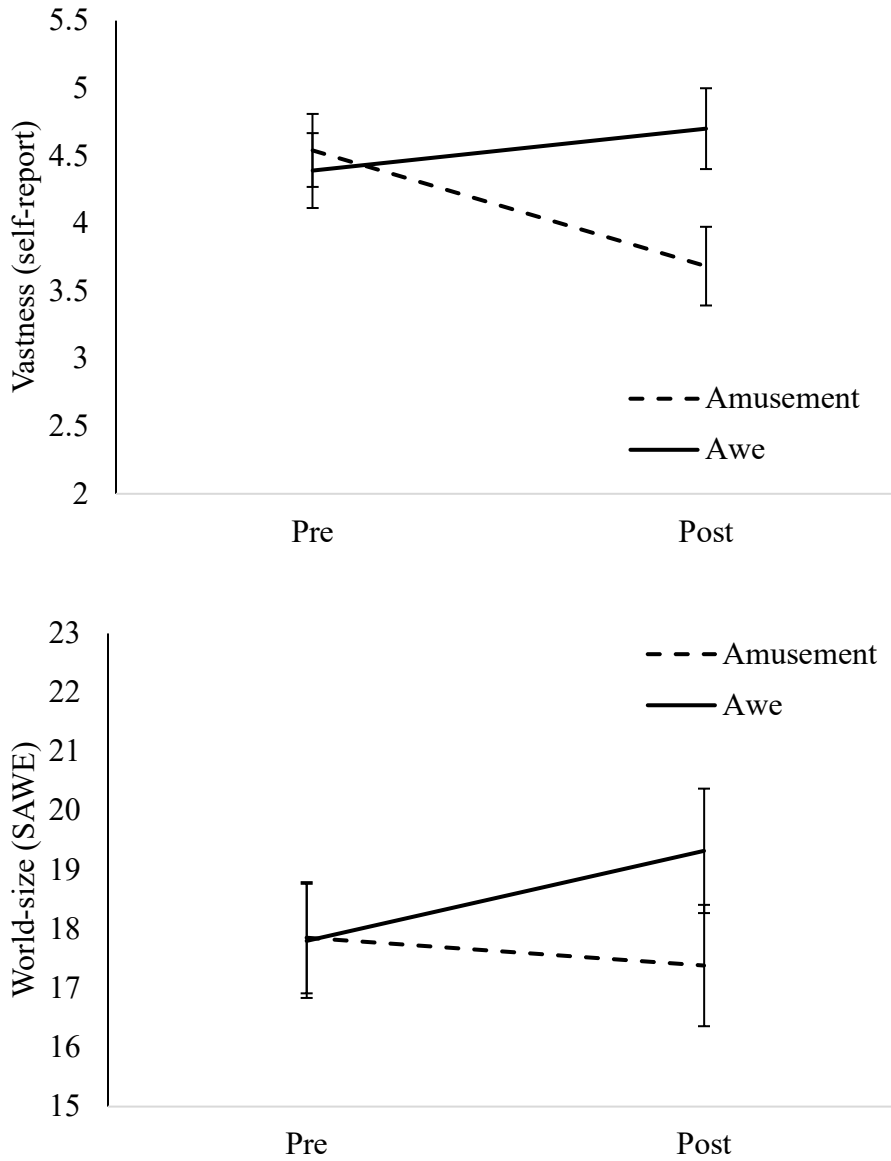 5.5
5
4.5
4
3.5
3
2.5
2
Vastness (self-report)
Amusement
Awe
Pre
Post
23
22
21
20
19
18
17
16
15
World-size (SAWE)
Amusement
Awe
Pre
Post